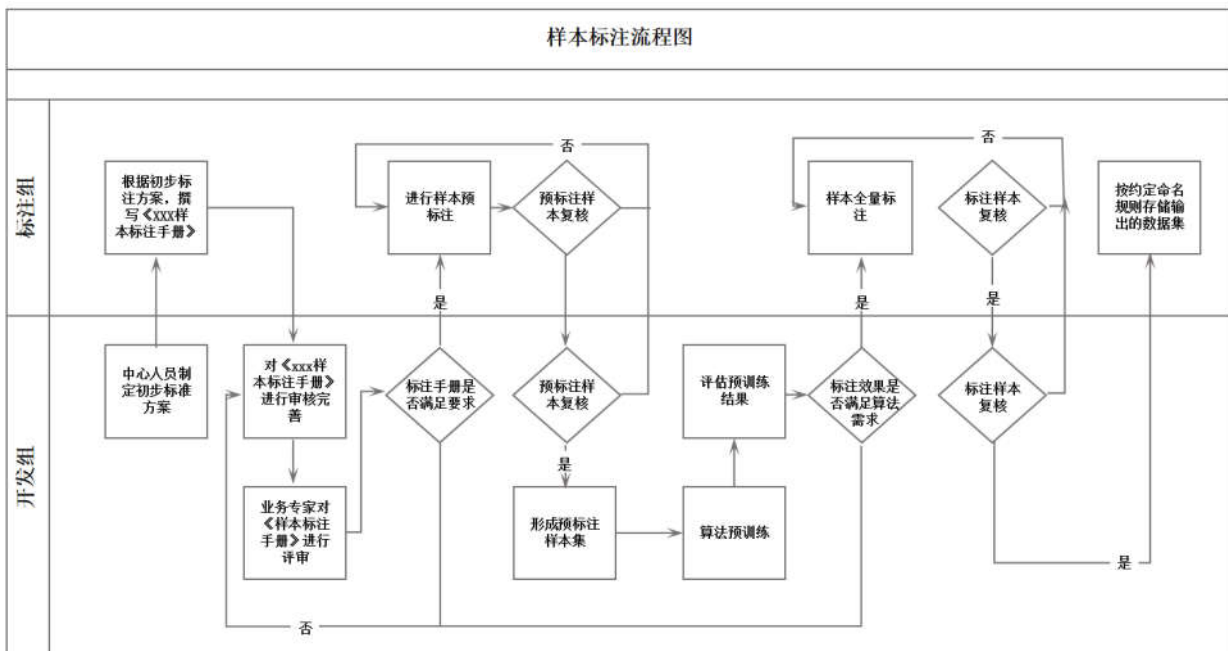 样本标注流程图
标注组
根据初步标
注方案，撰
写《xxx样
本标注手册》
进行样本预
标注
预标注样
本复核
否
样本全量标
注
标注样本
复核
否
按约定命名
规则存储输
出的数据集
是
是
是
开发组
中心人员制
定初步标准
方案
对《xxx样
本标注手册》
进行审核完
善
标注手册是
否满足要求
预标注样
本复核
评估预训练
结果
标注效果是
否满足算法
需求
标注样本
复核
是
业务专家对
《样本标注
手册》进行
评审
形成预标注
样本集
算法预训练
是
否